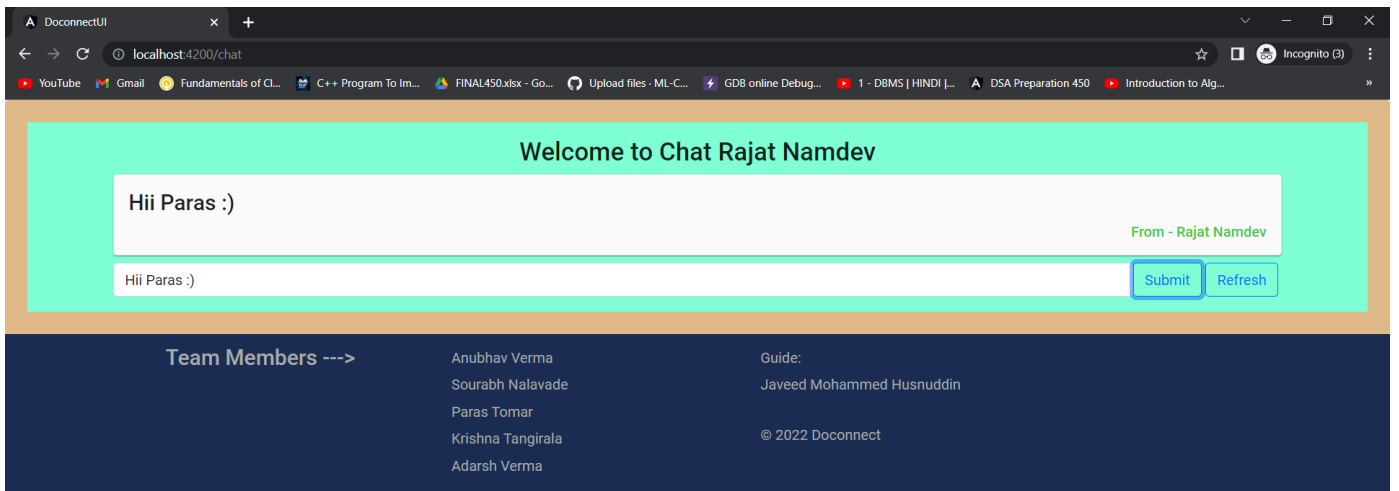 DoconnectUI
localhost:4200/chat
Incognito (3)
YouTube Gmail Fundamentals of Cl... C++ Program To Im... FINAL450.xlsx - Go... Upload files · ML-C... GDB online Debug... 1 - DBMS | HINDI |... DSA Preparation 450 Introduction to Alg... »
Welcome to Chat Rajat Namdev
Hii Paras :)
From - Rajat Namdev
Hii Paras :) Submit Refresh
Team Members --->
Anubhav Verma
Sourabh Nalavade
Paras Tomar
Krishna Tangirala
Adarsh Verma
Guide:
Javeed Mohammed Husnuddin
© 2022 Doconnect